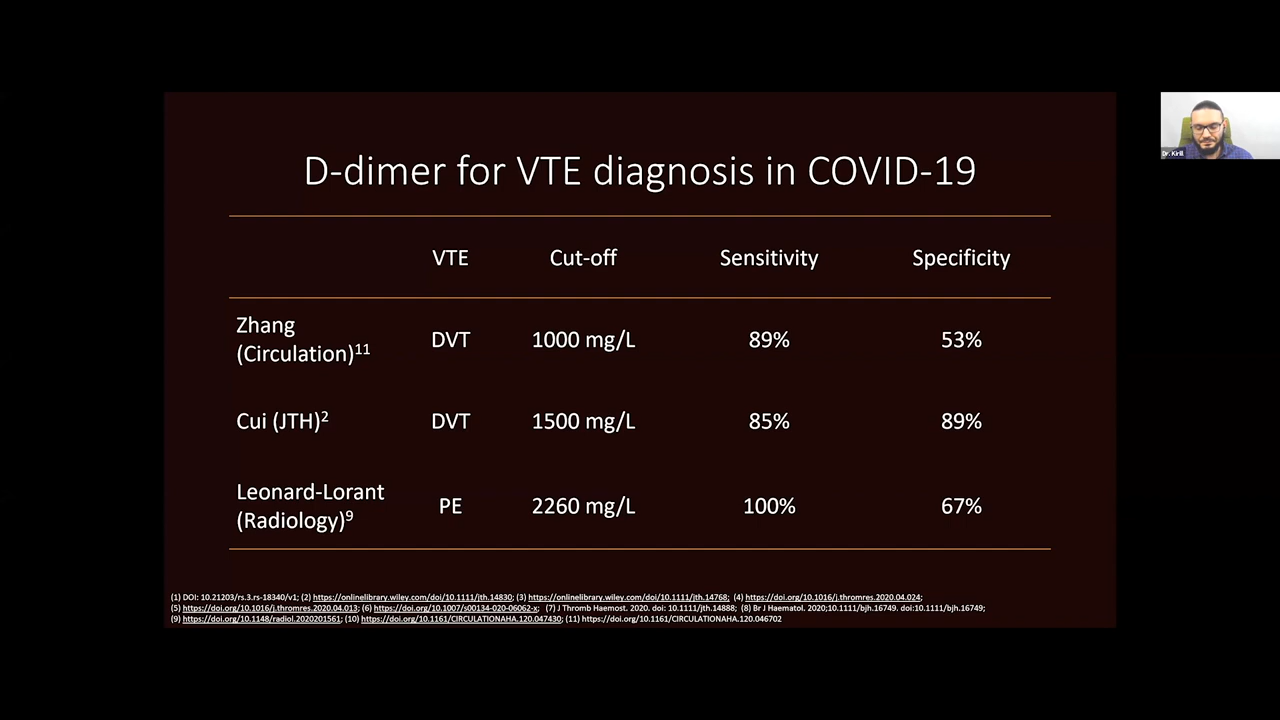 D-dimer for VTE diagnosis in COVID-19
VTE Cut-off Sensitivity Specificity
Zhang
(Circulation)11 DVT 1000 mg/L 89% 53%
Cui (JTH)2 DVT 1500 mg/L 85% 89%
Leonard-Lorant
(Radiology)9 PE 2260 mg/L 100% 67%
(1) DOI: 10.21203/rs.3.rs-18340/v1; (2) https://onlinelibrary.wiley.com/doi/10.1111/jth.14830; (3) https://onlinelibrary.wiley.com/doi/10.1111/jth.14768; (4) https://doi.org/10.1016/j.thromres.2020.04.024;
(5) https://doi.org/10.1016/j.thromres.2020.04.013; (6) https://doi.org/10.1007/s00134-020-06062-x; (7) J Thromb Haemost. 2020. doi: 10.1111/jth.14888; (8) Br J Haematol. 2020;10.1111/bjh.16749. doi:10.1111/bjh.16749;
(9) https://doi.org/10.1148/radiol.2020201561; (10) https://doi.org/10.1161/CIRCULATIONAHA.120.047430; (11) https://doi.org/10.1161/CIRCULATIONAHA.120.046702
Dr. Kirill